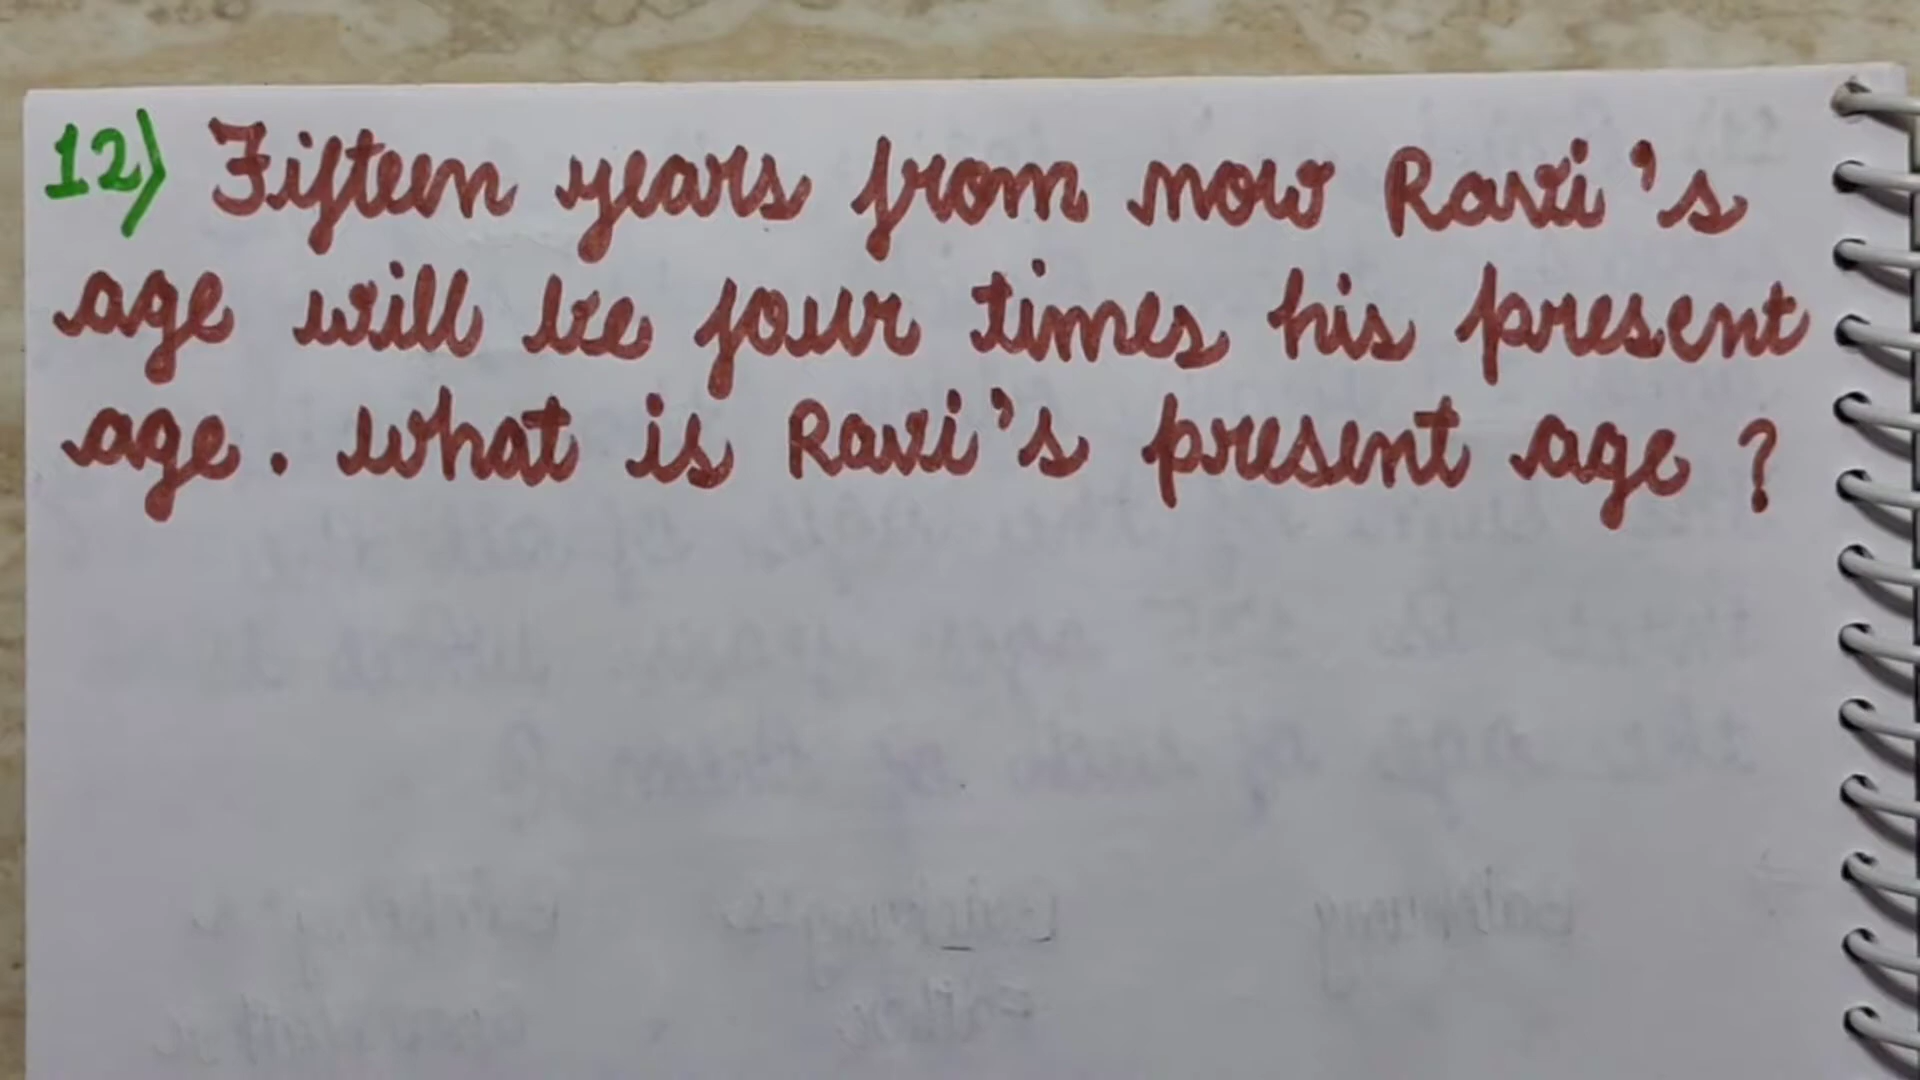 12) Fifteen years from now Ravi's
age will be four times his present
age. What is Ravi's present age?